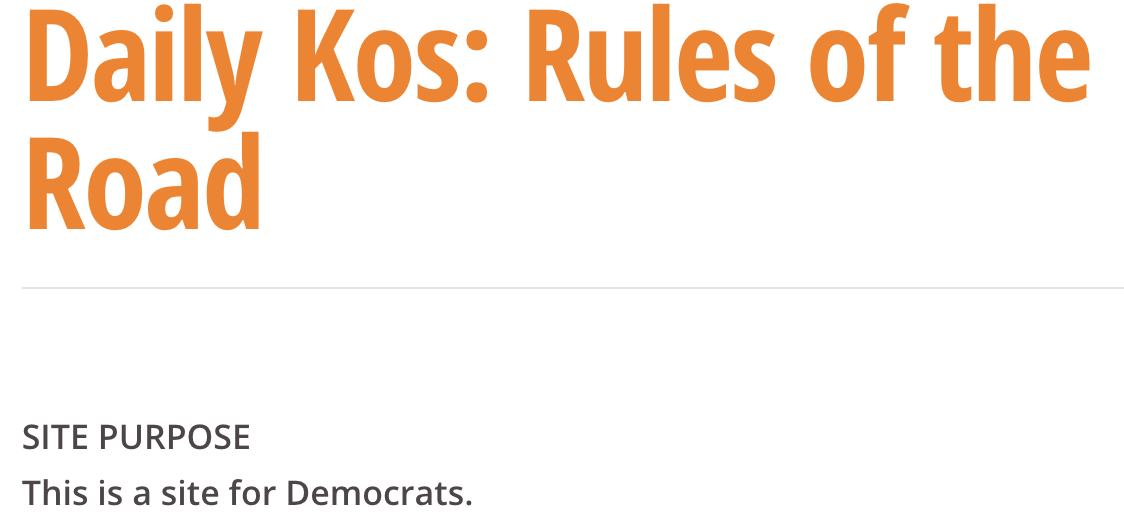 Daily Kos: Rules of the
Road
SITE PURPOSE
This is a site for Democrats.